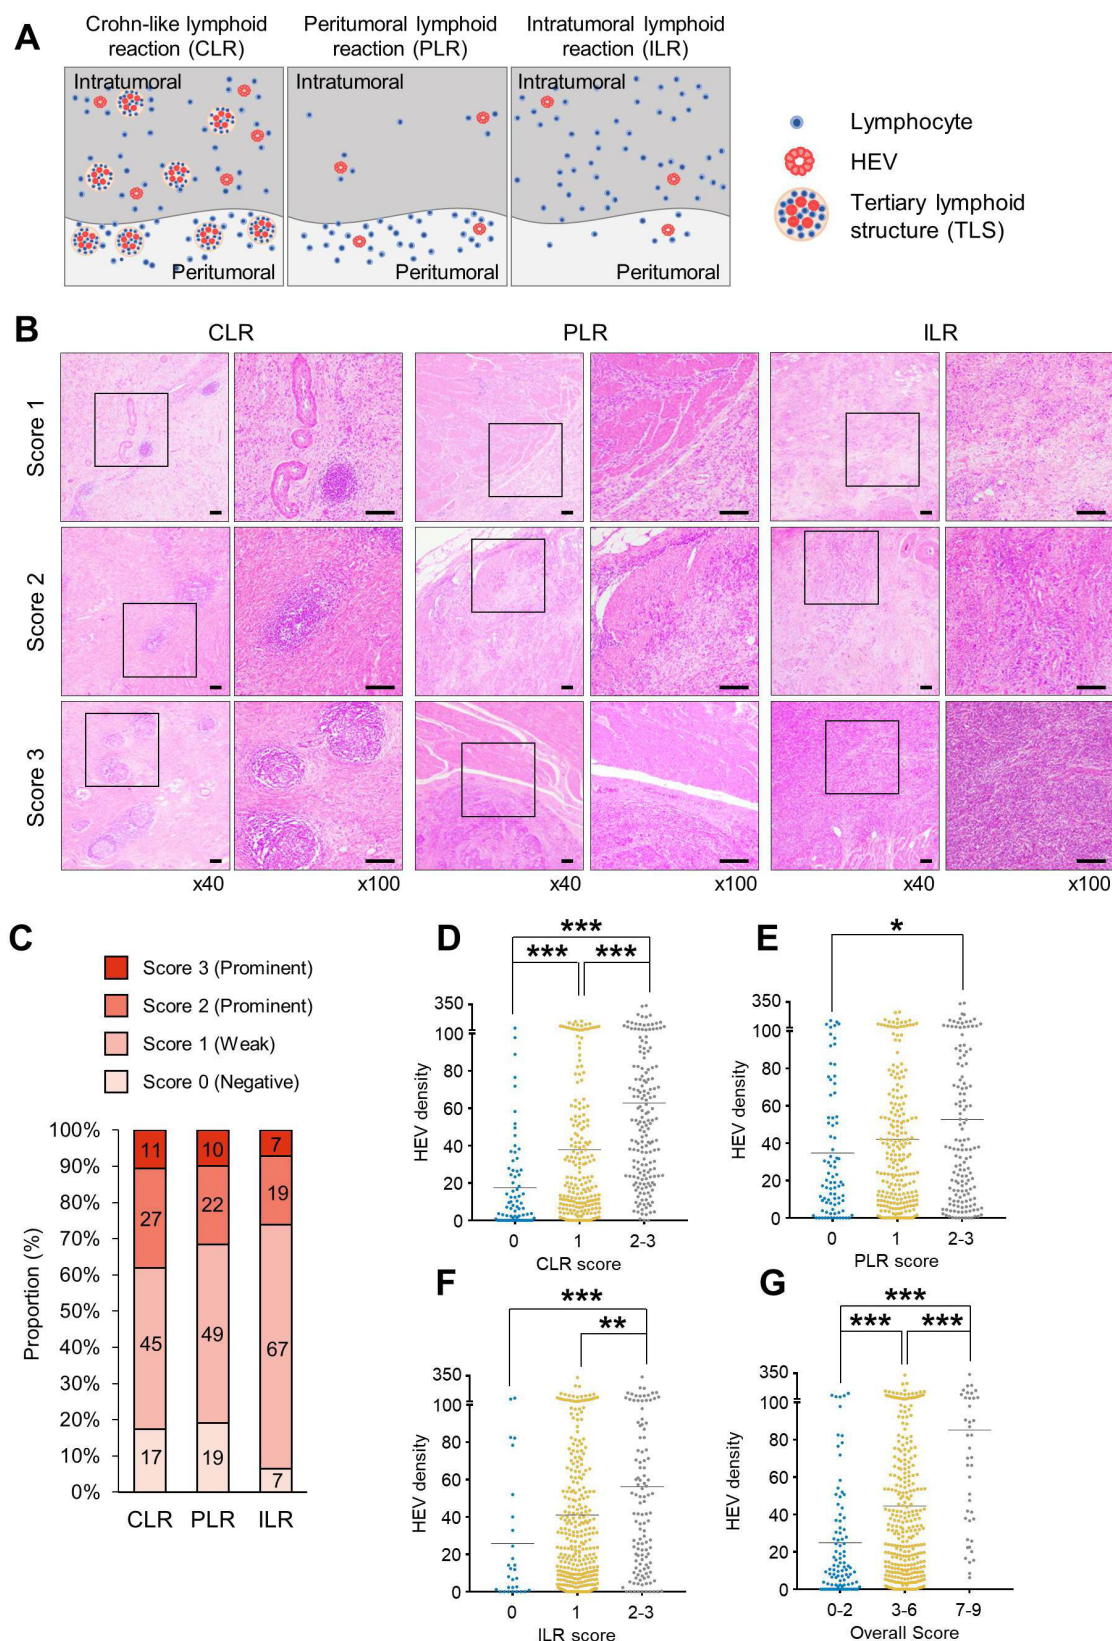 A
Crohn-like lymphoid
reaction (CLR)
Peritumoral lymphoid
reaction (PLR)
Intratumoral lymphoid
reaction (ILR)
Intratumoral
Intratumoral
Intratumoral
Peritumoral
Peritumoral
Peritumoral
Lymphocyte
HEV
Tertiary lymphoid
structure (TLS)
B
CLR
PLR
ILR
Score 1
Score 2
Score 3
x40
x100
x40
x100
x40
x100
C
Score 3 (Prominent)
Score 2 (Prominent)
Score 1 (Weak)
Score 0 (Negative)
Proportion (%)
100%
90%
80%
70%
60%
50%
40%
30%
20%
10%
0%
11
27
45
17
10
22
49
19
7
19
67
7
CLR PLR ILR
D
***
*** ***
HEV density
350
100
80
60
40
20
0
0 1 2-3
CLR score
E
*
HEV density
350
100
80
60
40
20
0
0 1 2-3
PLR score
F
***
**
HEV density
350
100
80
60
40
20
0
0 1 2-3
ILR score
G
***
*** ***
HEV density
350
100
80
60
40
20
0
0-2 3-6 7-9
Overall Score